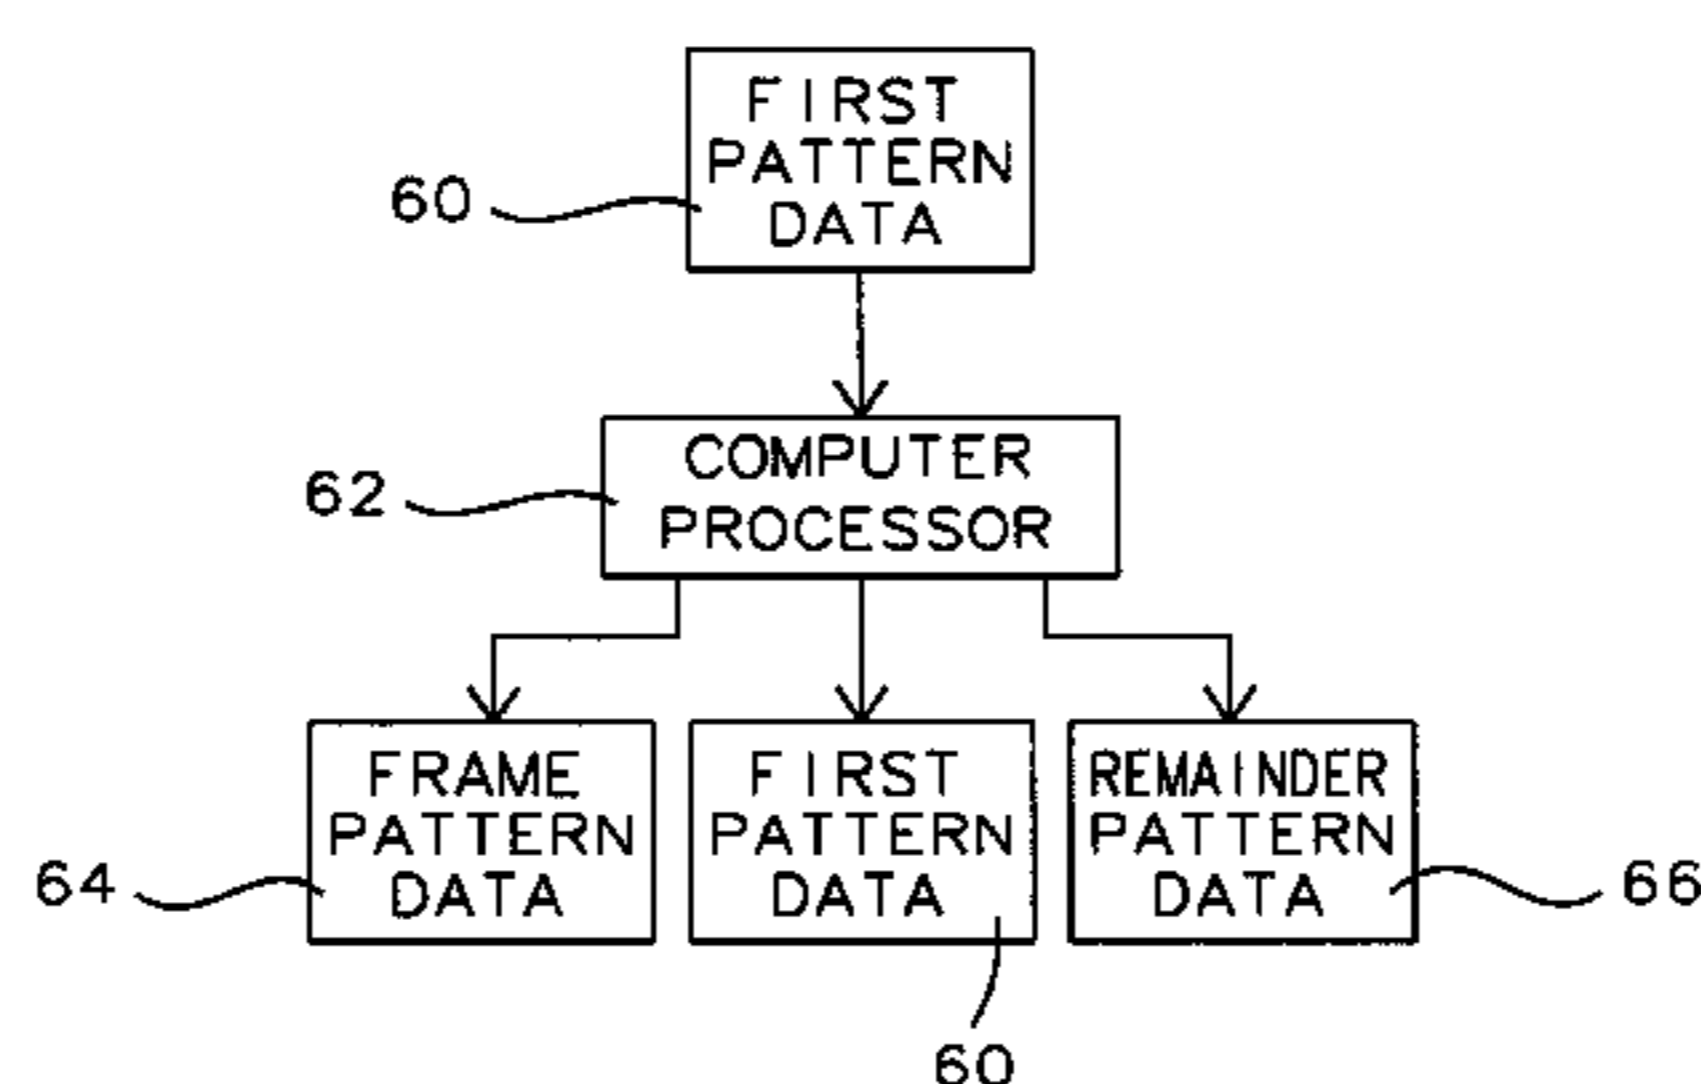 FIRST
PATTERN
DATA
60
COMPUTER
PROCESSOR
62
FRAME
PATTERN
DATA
64
FIRST
PATTERN
DATA
60
REMAINDER
PATTERN
DATA
66